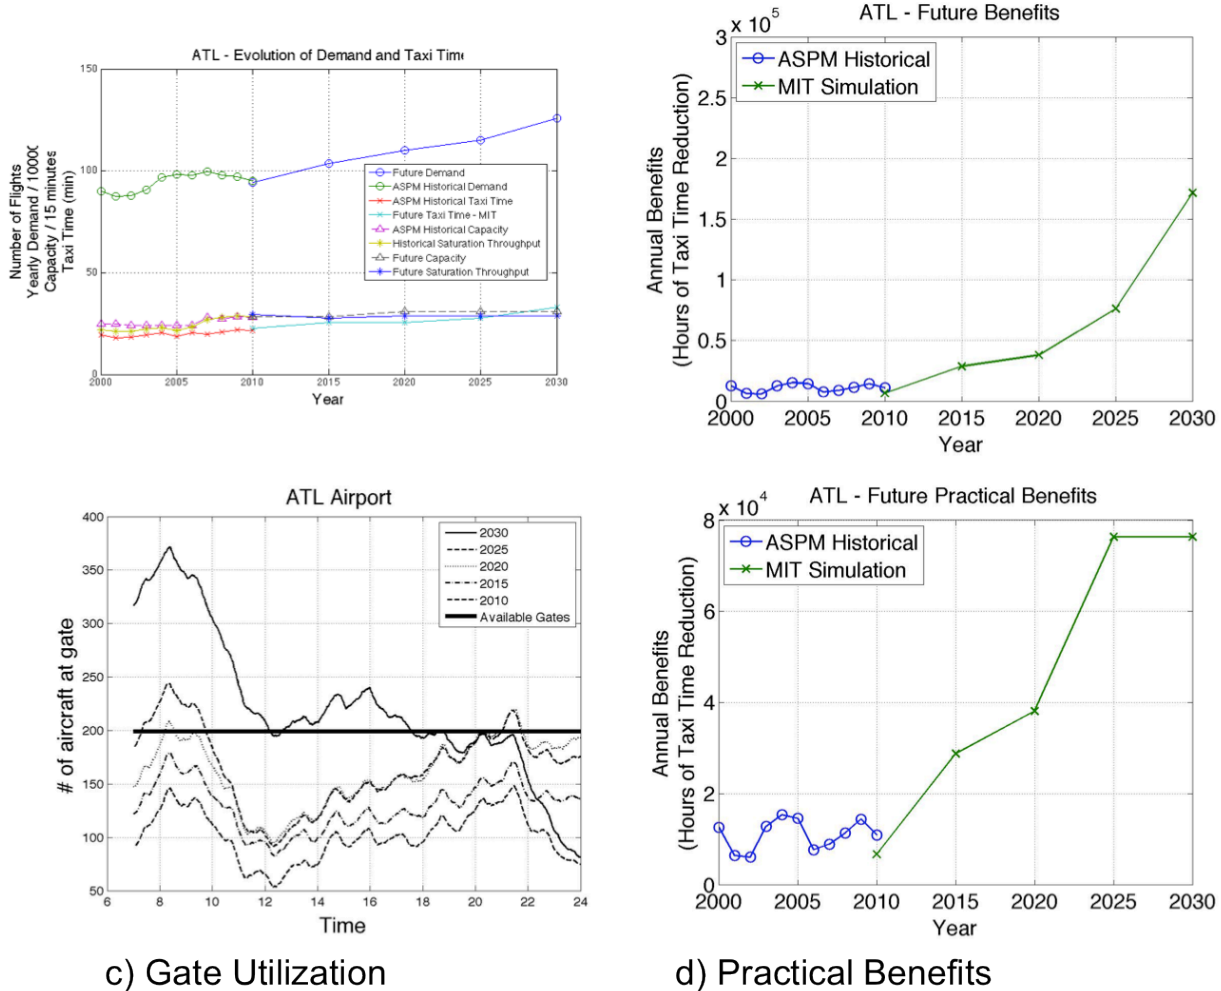 ATL - Evolution of Demand and Taxi Time
150
100
50
0
2000 2005 2010 2015 2020 2025 2030
Year
Number of Flights
Yearly Demand / 10000
Capacity / 15 minutes
Taxi Time (min)
Future Demand
ASPM Historical Demand
ASPM Historical Taxi Time
Future Taxi Time - MIT
ASPM Historical Capacity
Historical Saturation Throughput
Future Capacity
Future Saturation Throughput
ATL - Future Benefits
x 10⁵
3
2.5
2
1.5
1
0.5
0
2000 2005 2010 2015 2020 2025 2030
Year
Annual Benefits
(Hours of Taxi Time Reduction)
ASPM Historical
MIT Simulation
ATL Airport
400
350
300
250
200
150
100
50
6 8 10 12 14 16 18 20 22 24
Time
# of aircraft at gate
2030
2025
2020
2015
2010
Available Gates
c) Gate Utilization
ATL - Future Practical Benefits
x 10⁴
8
6
4
2
0
2000 2005 2010 2015 2020 2025 2030
Year
Annual Benefits
(Hours of Taxi Time Reduction)
ASPM Historical
MIT Simulation
d) Practical Benefits